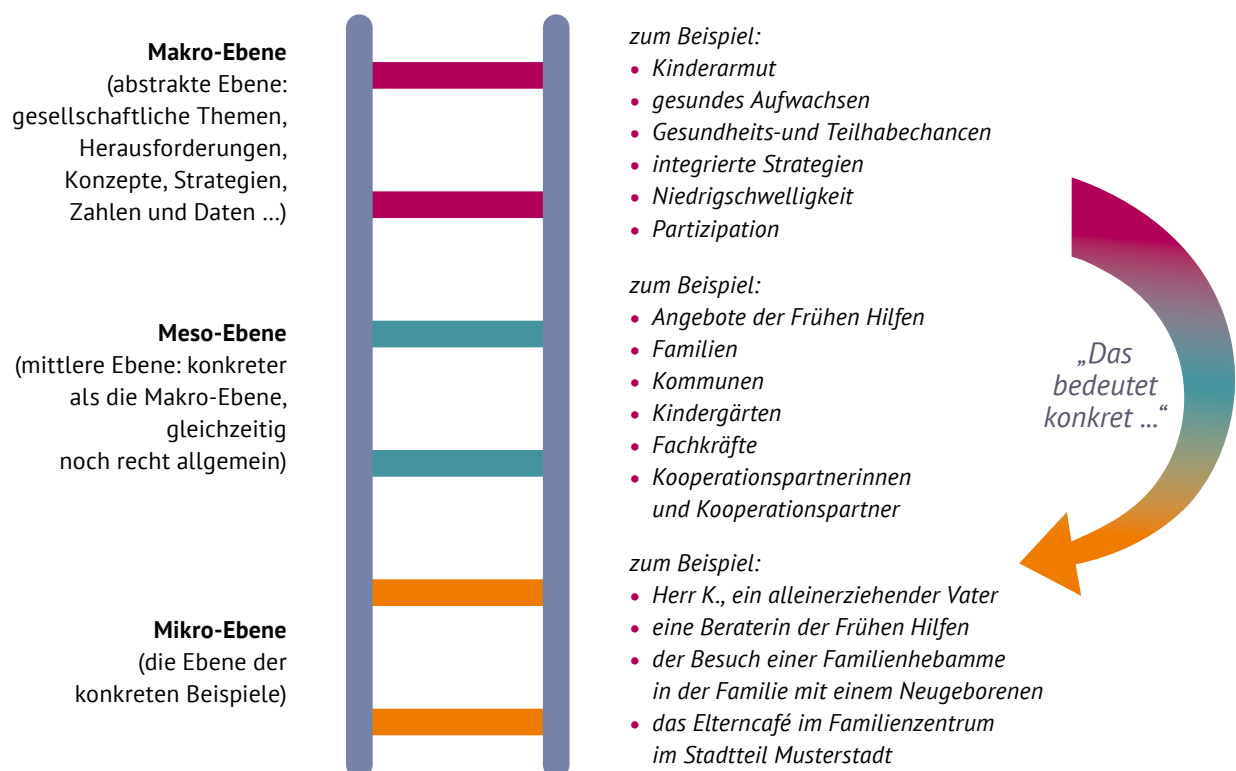 Makro-Ebene
(abstrakte Ebene:
gesellschaftliche Themen,
Herausforderungen,
Konzepte, Strategien,
Zahlen und Daten ...)
zum Beispiel:
• Kinderarmut
• gesundes Aufwachsen
• Gesundheits-und Teilhabechancen
• integrierte Strategien
• Niedrigschwelligkeit
• Partizipation
Meso-Ebene
(mittlere Ebene: konkreter
als die Makro-Ebene,
gleichzeitig
noch recht allgemein)
zum Beispiel:
• Angebote der Frühen Hilfen
• Familien
• Kommunen
• Kindergärten
• Fachkräfte
• Kooperationspartnerinnen
und Kooperationspartner
„Das
bedeutet
konkret ...“
Mikro-Ebene
(die Ebene der
konkreten Beispiele)
zum Beispiel:
• Herr K., ein alleinerziehender Vater
• eine Beraterin der Frühen Hilfen
• der Besuch einer Familienhebamme
in der Familie mit einem Neugeborenen
• das Elterncafé im Familienzentrum
im Stadtteil Musterstadt